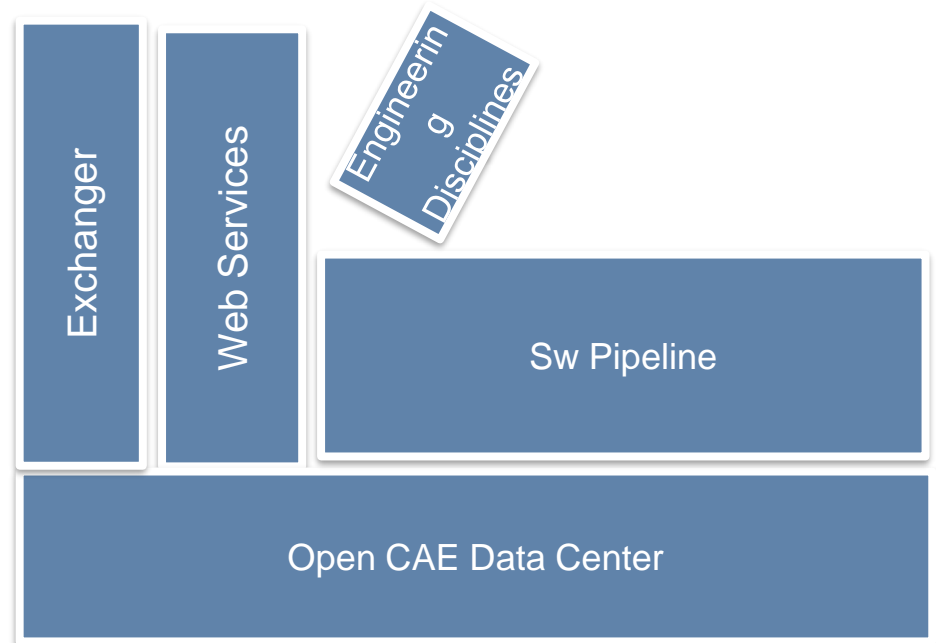 Exchanger
Web Services
Engineerin
g
Disciplines
Sw Pipeline
Open CAE Data Center